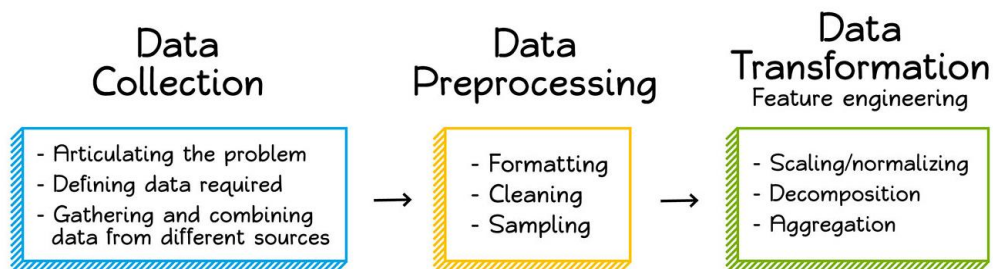 Data
Collection
- Articulating the problem
- Defining data required
- Gathering and combining
data from different sources
Data
Preprocessing
- Formatting
- Cleaning
- Sampling
Data
Transformation
Feature engineering
- Scaling/normalizing
- Decomposition
- Aggregation